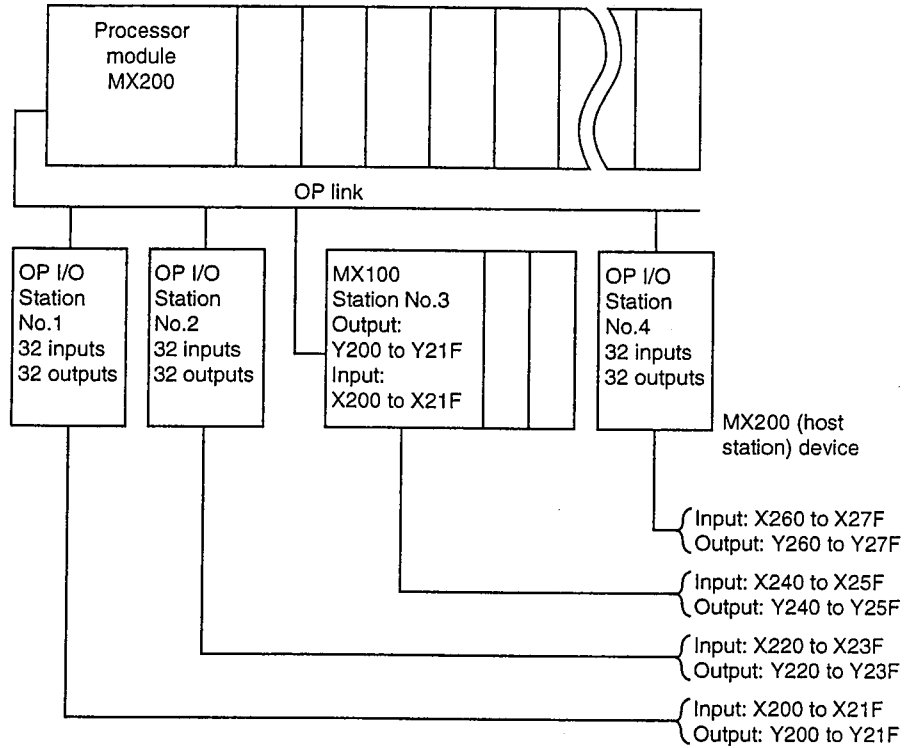 Processor
module
MX200
OP link
OP I/O
Station
No.1
32 inputs
32 outputs
OP I/O
Station
No.2
32 inputs
32 outputs
MX100
Station No.3
Output:
Y200 to Y21F
Input:
X200 to X21F
OP I/O
Station
No.4
32 inputs
32 outputs
MX200 (host
station) device
Input: X260 to X27F
Output: Y260 to Y27F
Input: X240 to X25F
Output: Y240 to Y25F
Input: X220 to X23F
Output: Y220 to Y23F
Input: X200 to X21F
Output: Y200 to Y21F